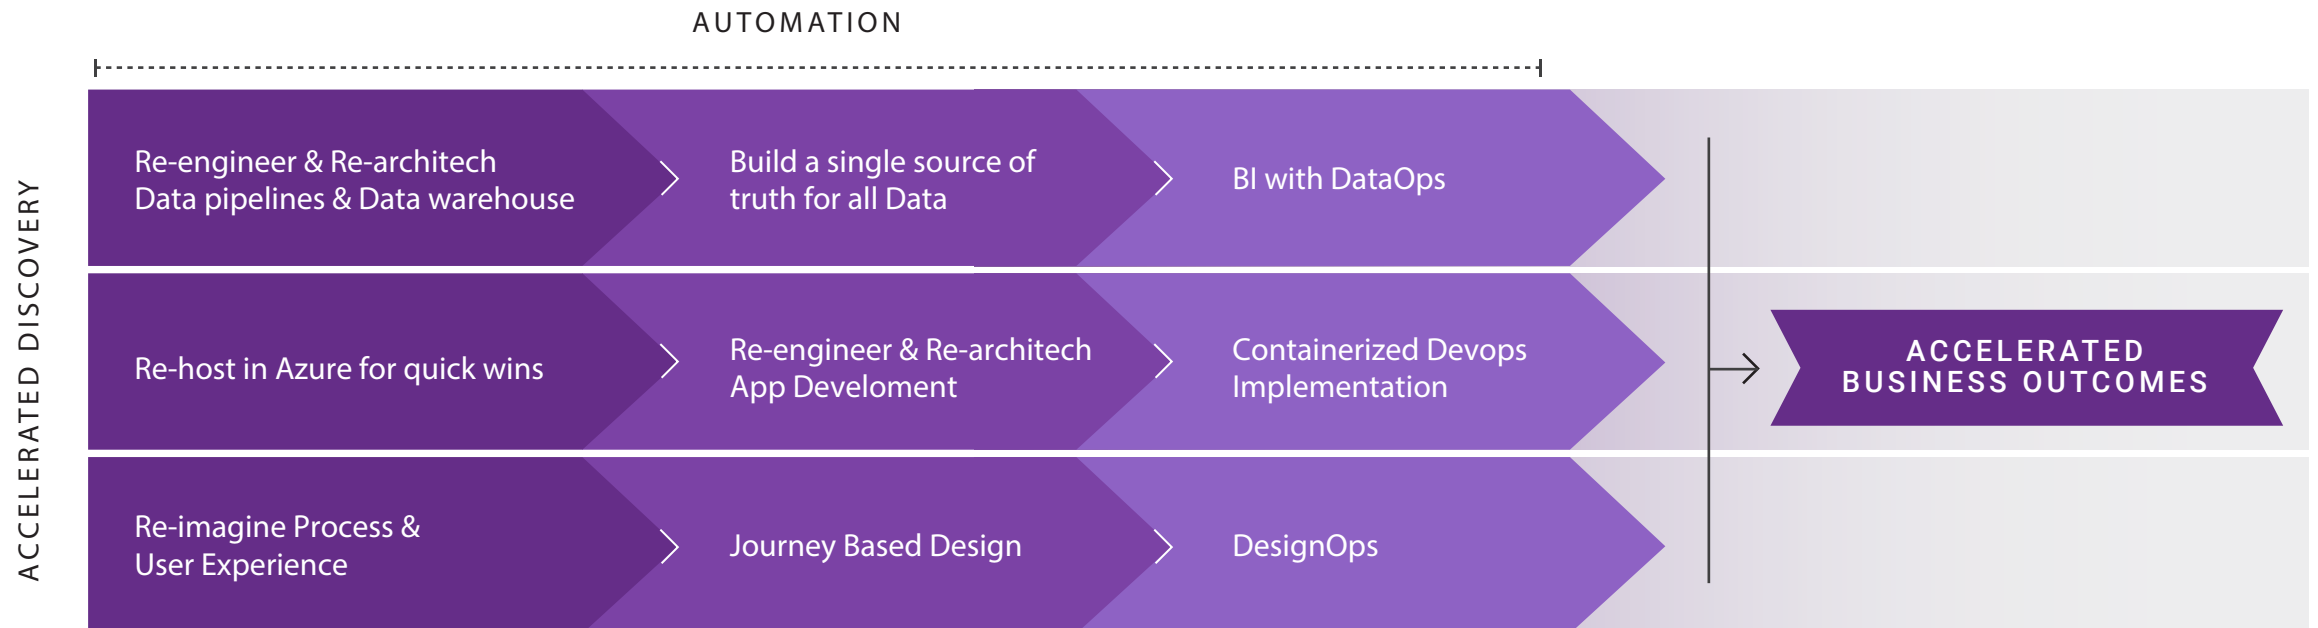 AUTOMATION
ACCELERATED DISCOVERY
Re-engineer & Re-architech
Data pipelines & Data warehouse
Build a single source of
truth for all Data
BI with DataOps
Re-host in Azure for quick wins
Re-engineer & Re-architech
App Develoment
Containerized Devops
Implementation
ACCELERATED
BUSINESS OUTCOMES
Re-imagine Process &
User Experience
Journey Based Design
DesignOps